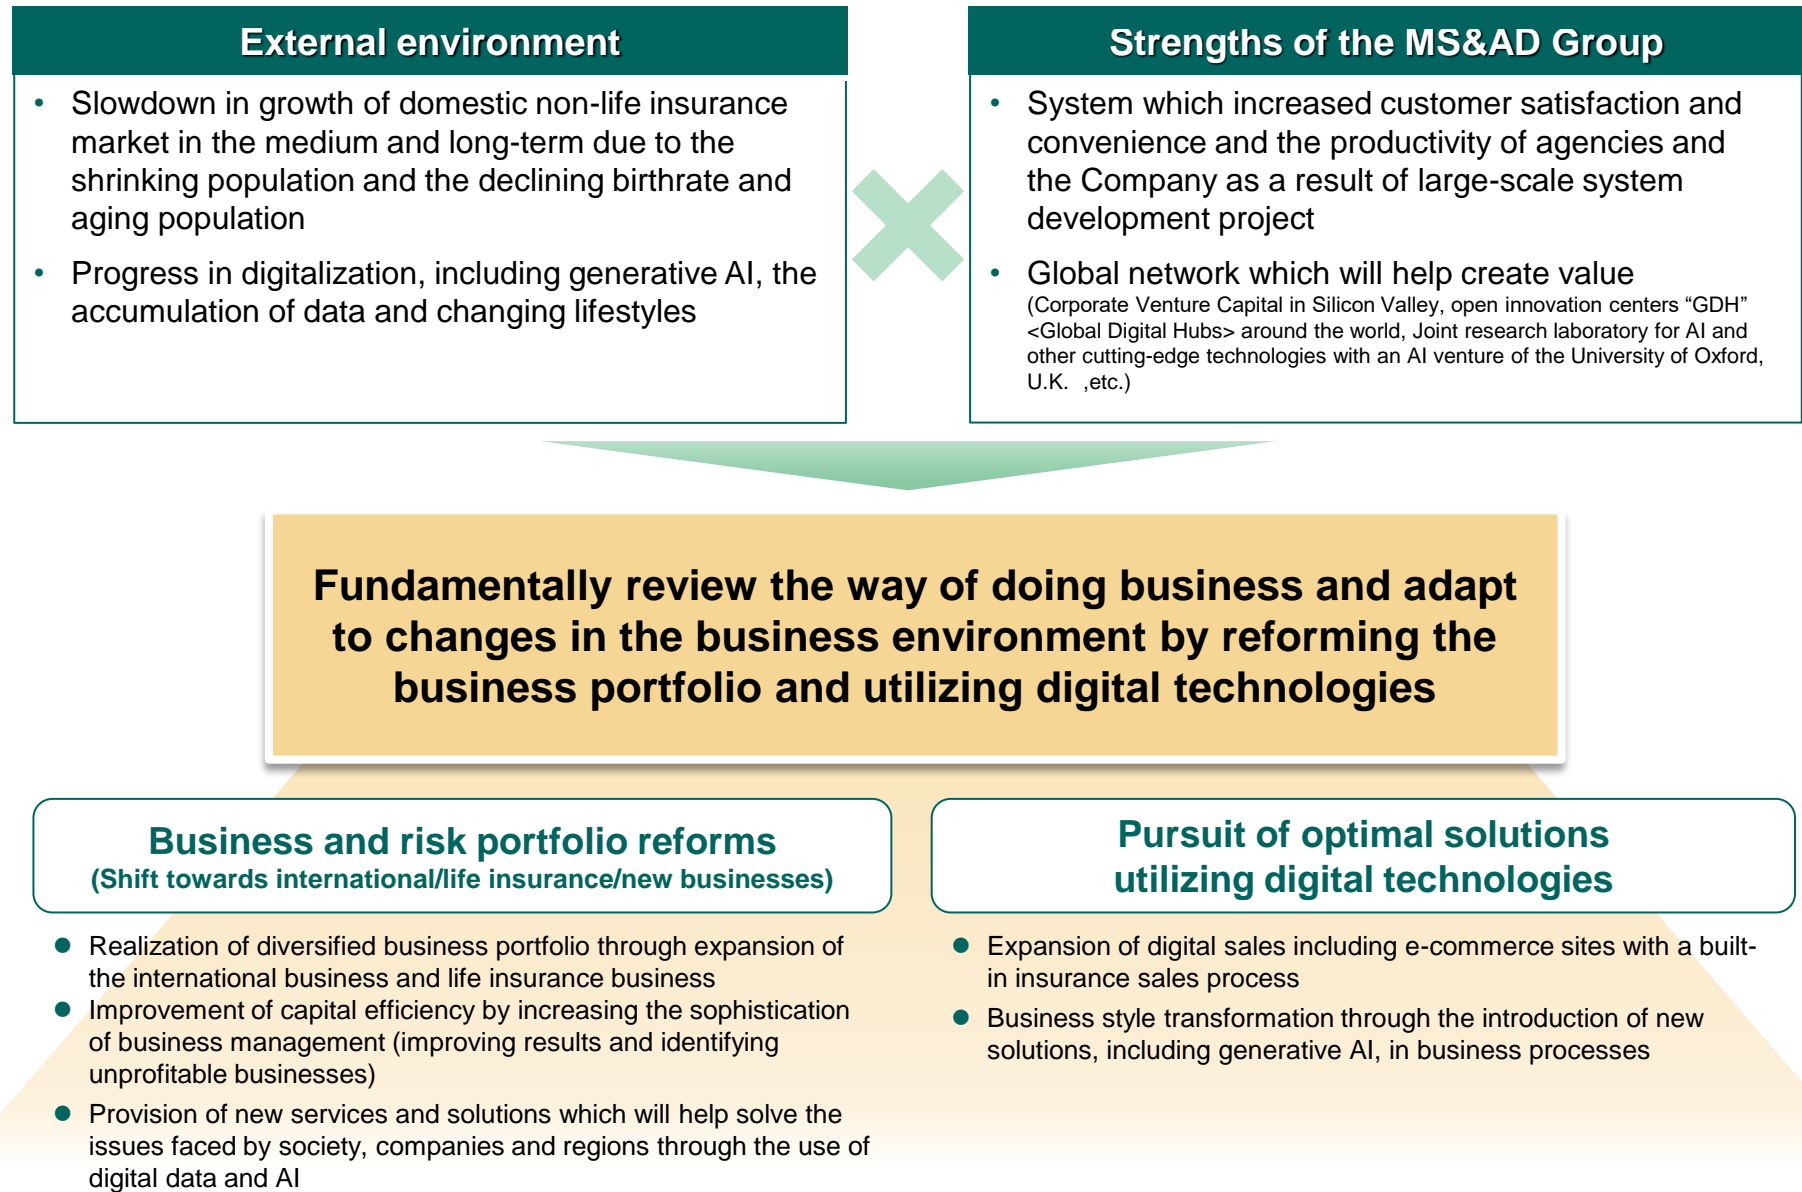 External environment
• Slowdown in growth of domestic non-life insurance
market in the medium and long-term due to the
shrinking population and the declining birthrate and
aging population
• Progress in digitalization, including generative AI, the
accumulation of data and changing lifestyles
Strengths of the MS&AD Group
• System which increased customer satisfaction and
convenience and the productivity of agencies and
the Company as a result of large-scale system
development project
• Global network which will help create value
(Corporate Venture Capital in Silicon Valley, open innovation centers “GDH”
<Global Digital Hubs> around the world, Joint research laboratory for AI and
other cutting-edge technologies with an AI venture of the University of Oxford,
U.K. ,etc.)
Fundamentally review the way of doing business and adapt
to changes in the business environment by reforming the
business portfolio and utilizing digital technologies
Business and risk portfolio reforms
(Shift towards international/life insurance/new businesses)
● Realization of diversified business portfolio through expansion of
the international business and life insurance business
● Improvement of capital efficiency by increasing the sophistication
of business management (improving results and identifying
unprofitable businesses)
● Provision of new services and solutions which will help solve the
issues faced by society, companies and regions through the use of
digital data and AI
Pursuit of optimal solutions
utilizing digital technologies
● Expansion of digital sales including e-commerce sites with a built-
in insurance sales process
● Business style transformation through the introduction of new
solutions, including generative AI, in business processes